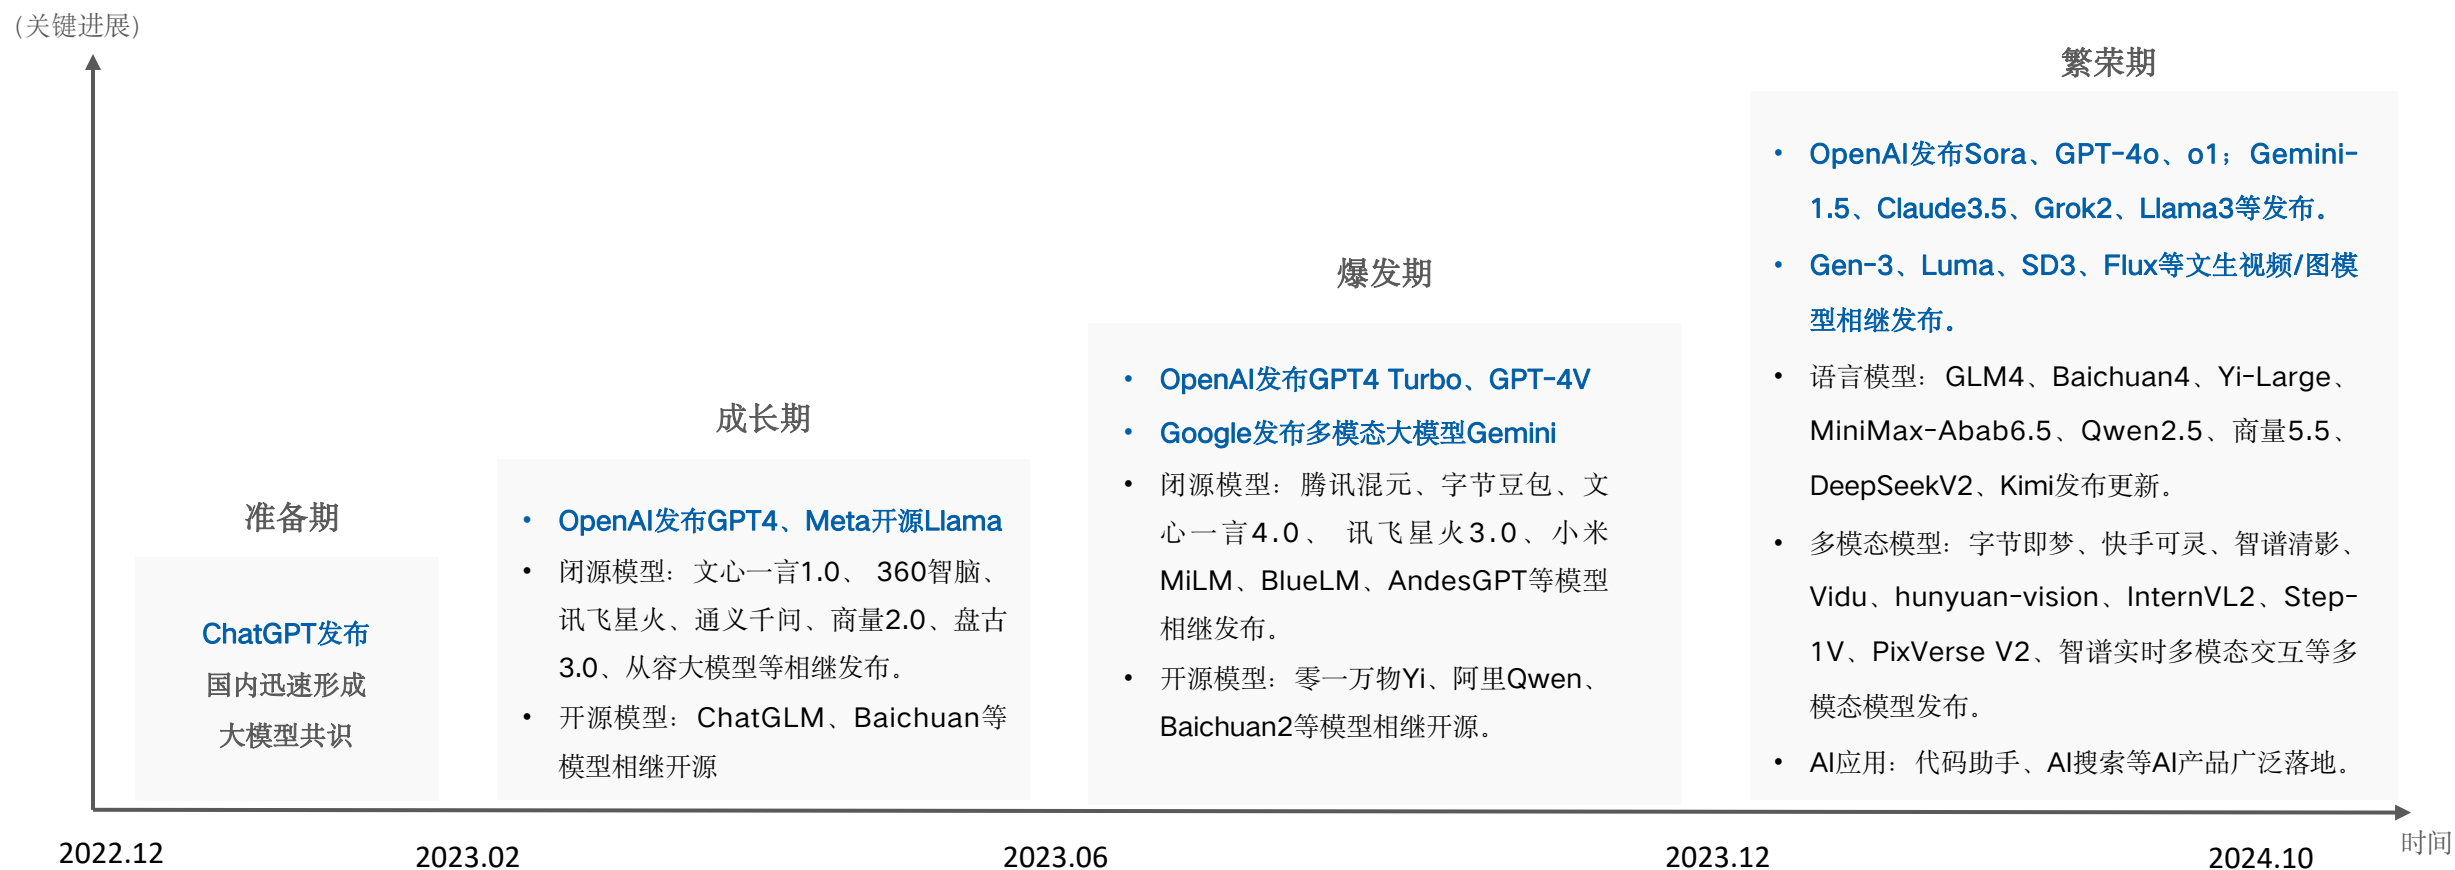 (关键进展)
繁荣期
• OpenAI发布Sora、GPT-4o、o1；Gemini-
1.5、Claude3.5、Grok2、Llama3等发布。
• Gen-3、Luma、SD3、Flux等文生视频/图模
型相继发布。
• 语言模型：GLM4、Baichuan4、Yi-Large、
MiniMax-Abab6.5、Qwen2.5、商量5.5、
DeepSeekV2、Kimi发布更新。
• 多模态模型：字节即梦、快手可灵、智谱清影、
Vidu、hunyuan-vision、InternVL2、Step-
1V、PixVerse V2、智谱实时多模态交互等多
模态模型发布。
• AI应用：代码助手、AI搜索等AI产品广泛落地。
爆发期
• OpenAI发布GPT4 Turbo、GPT-4V
• Google发布多模态大模型Gemini
• 闭源模型：腾讯混元、字节豆包、文
心一言4.0、 讯飞星火3.0、小米
MiLM、BlueLM、AndesGPT等模型
相继发布。
• 开源模型：零一万物Yi、阿里Qwen、
Baichuan2等模型相继开源。
成长期
• OpenAI发布GPT4、Meta开源Llama
• 闭源模型：文心一言1.0、 360智脑、
讯飞星火、通义千问、商量2.0、盘古
3.0、从容大模型等相继发布。
• 开源模型：ChatGLM、Baichuan等
模型相继开源
准备期
ChatGPT发布
国内迅速形成
大模型共识
2022.12
2023.02
2023.06
2023.12
2024.10
时间